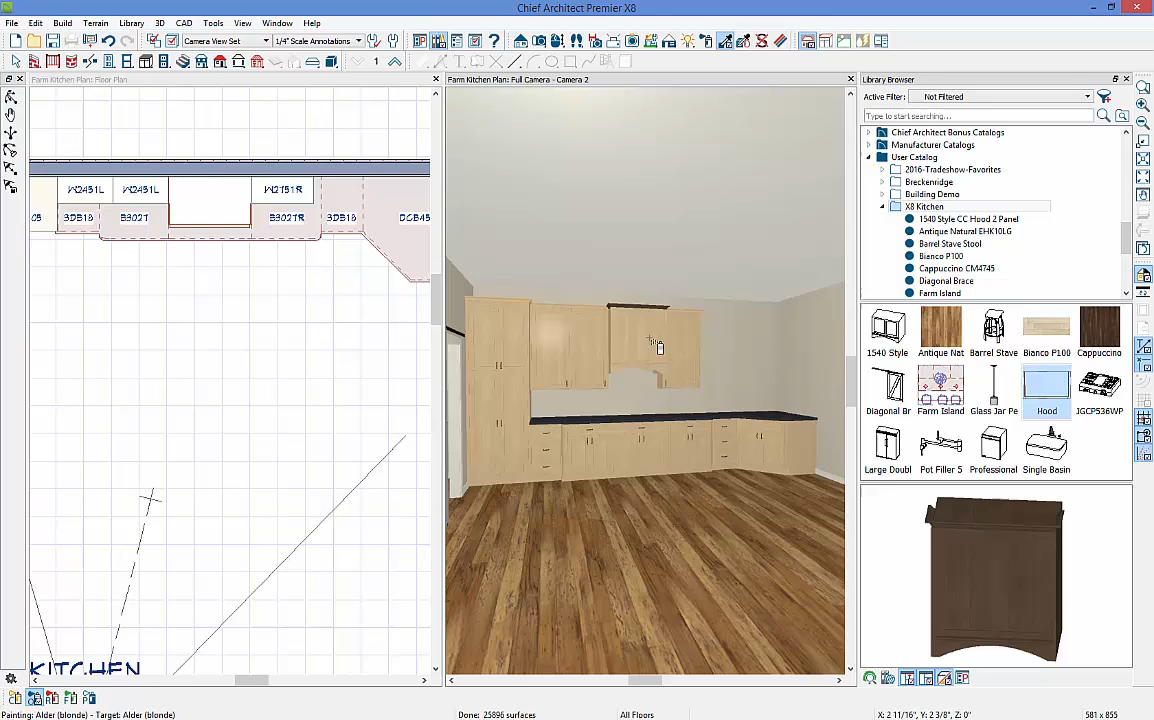 Chief Architect Premier X8
File Edit Build Terrain Library 3D CAD Tools View Window Help
Camera View Set 1/4" Scale Annotations
1
Farm Kitchen Plan: Floor Plan
Farm Kitchen Plan: Full Camera - Camera 2
Library Browser
Active Filter: Not Filtered
Type to start searching...
Chief Architect Bonus Catalogs
Manufacturer Catalogs
User Catalog
2016-Tradeshow-Favorites
Breckenridge
Building Demo
X8 Kitchen
1540 Style CC Hood 2 Panel
Antique Natural EHK10LG
Barrel Stave Stool
Bianco P100
Cappuccino CM4745
Diagonal Brace
Farm Island
W2431L W2431L W2151R
3DB18 B302T B302TR 3DB18 DCB45
KITCHEN
1540 Style Antique Nat Barrel Stave Bianco P100 Cappuccino
Diagonal Br Farm Island Glass Jar Pe Hood JGCP536WP
Large Doubl Pot Filler 5 Professional Single Basin
Painting: Alder (blonde) - Target: Alder (blonde) Done: 25896 surfaces All Floors X: 2 11/16", Y: 2 3/8", Z: 0" 581 x 855